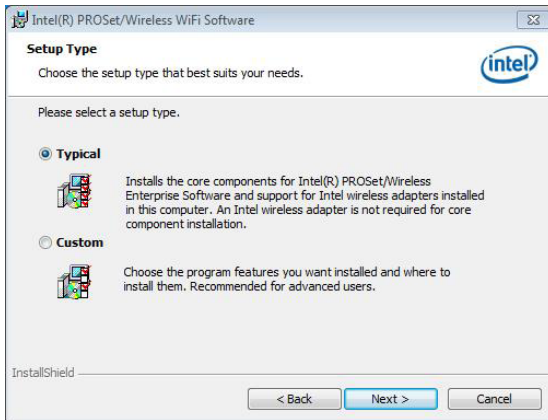 Intel(R) PROSet/Wireless WiFi Software
Setup Type
Choose the setup type that best suits your needs.
intel
Please select a setup type.
Typical
Installs the core components for Intel(R) PROSet/Wireless
Enterprise Software and support for Intel wireless adapters installed
in this computer. An Intel wireless adapter is not required for core
component installation.
Custom
Choose the program features you want installed and where to
install them. Recommended for advanced users.
InstallShield
< Back
Next >
Cancel